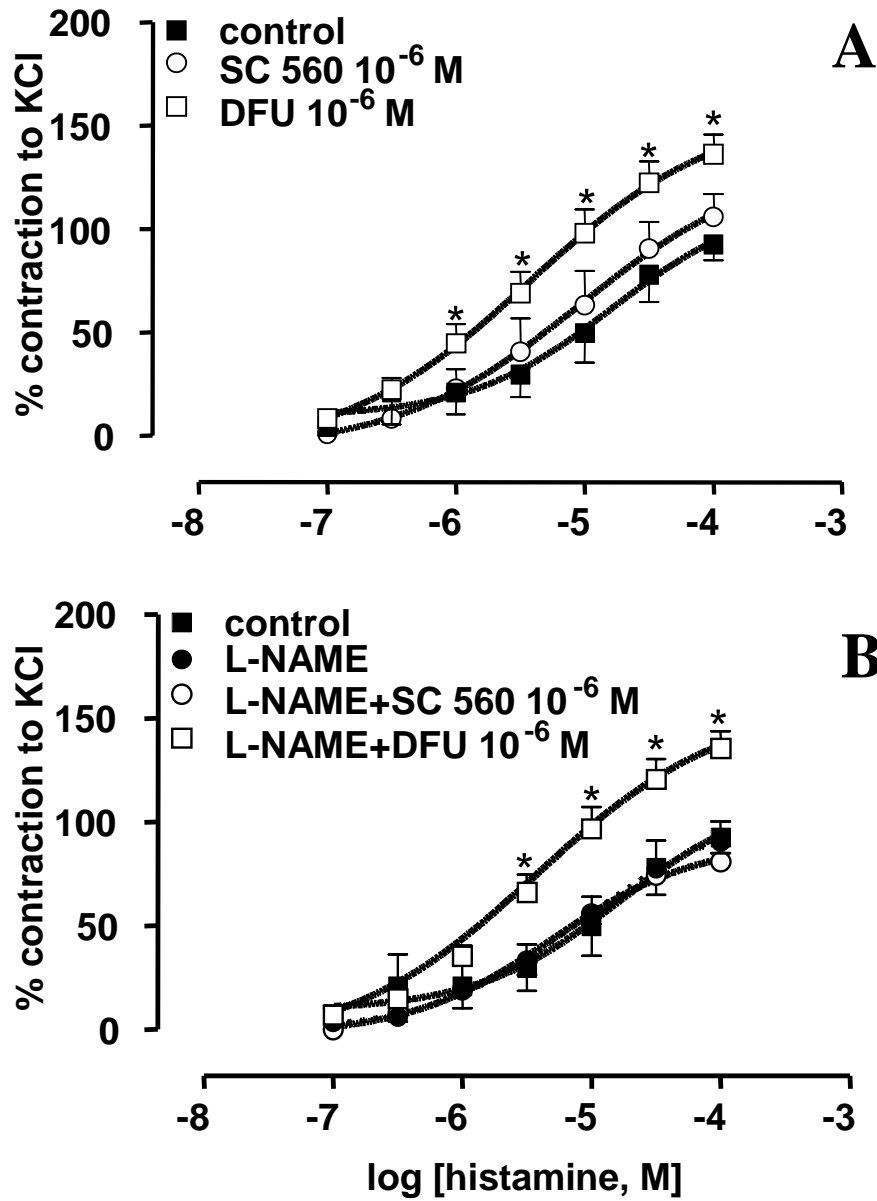 200
150
100
50
0
% contraction to KCl
control
SC 560 10⁻⁶ M
DFU 10⁻⁶ M
A
* * * * * *
-8 -7 -6 -5 -4 -3
200
150
100
50
0
% contraction to KCl
control
L-NAME
L-NAME+SC 560 10⁻⁶ M
L-NAME+DFU 10⁻⁶ M
B
* * * *
-8 -7 -6 -5 -4 -3
log [histamine, M]